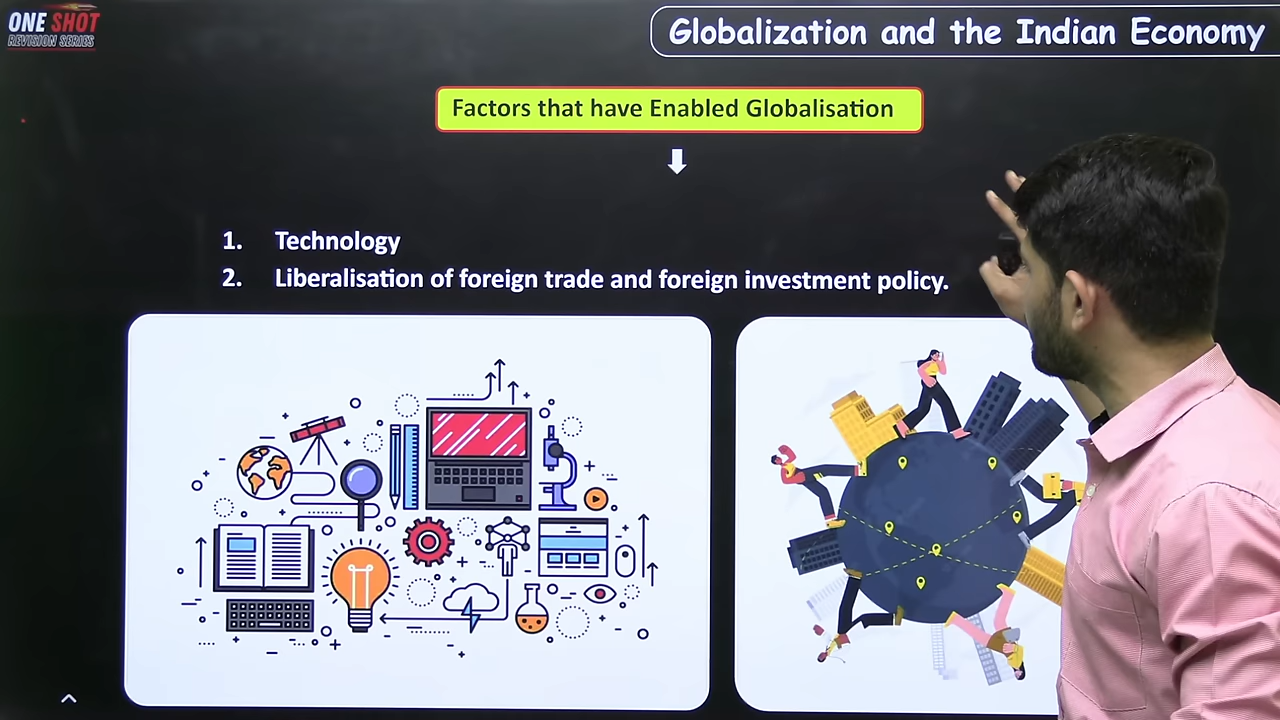 ONE SHOT
REVISION SERIES
Globalization and the Indian Economy
Factors that have Enabled Globalisation
1. Technology
2. Liberalisation of foreign trade and foreign investment policy.